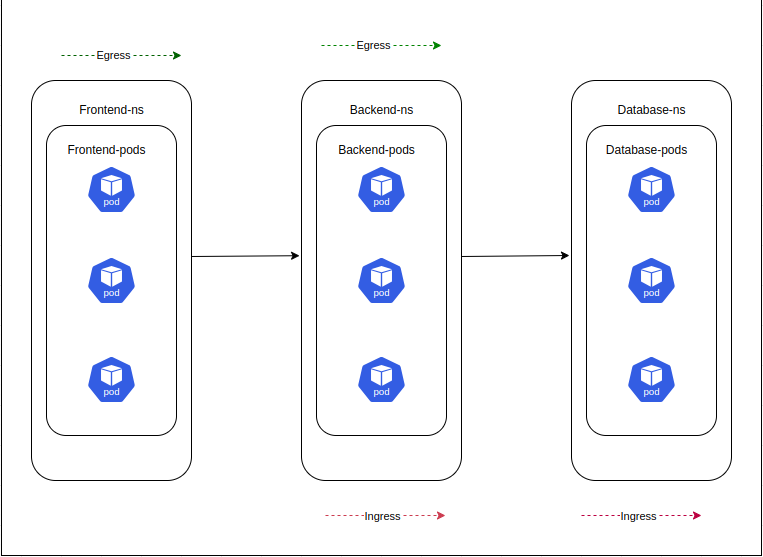 Egress
Egress
Frontend-ns
Backend-ns
Database-ns
Frontend-pods
Backend-pods
Database-pods
pod
pod
pod
pod
pod
pod
pod
pod
pod
Ingress
Ingress